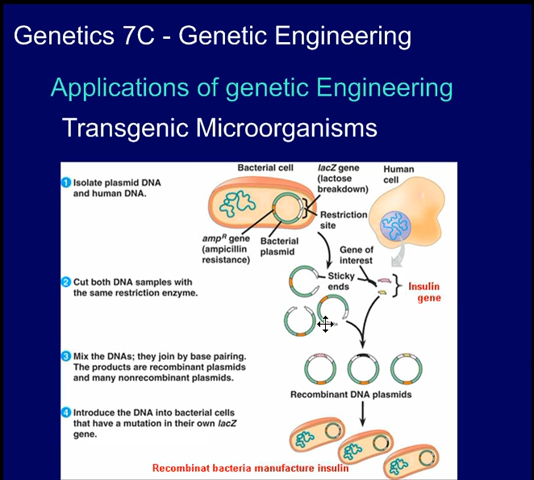 Genetics 7C - Genetic Engineering
Applications of genetic Engineering
Transgenic Microorganisms
Bacterial cell
lacZ gene
(lactose
breakdown)
Human
cell
1 Isolate plasmid DNA
and human DNA.
Restriction
site
ampR gene
(ampicillin
resistance)
Bacterial
plasmid
Gene of
interest
2 Cut both DNA samples with
the same restriction enzyme.
Sticky
ends
Insulin
gene
3 Mix the DNAs; they join by base pairing.
The products are recombinant plasmids
and many nonrecombinant plasmids.
Recombinant DNA plasmids
4 Introduce the DNA into bacterial cells
that have a mutation in their own lacZ
gene.
Recombinat bacteria manufacture insulin